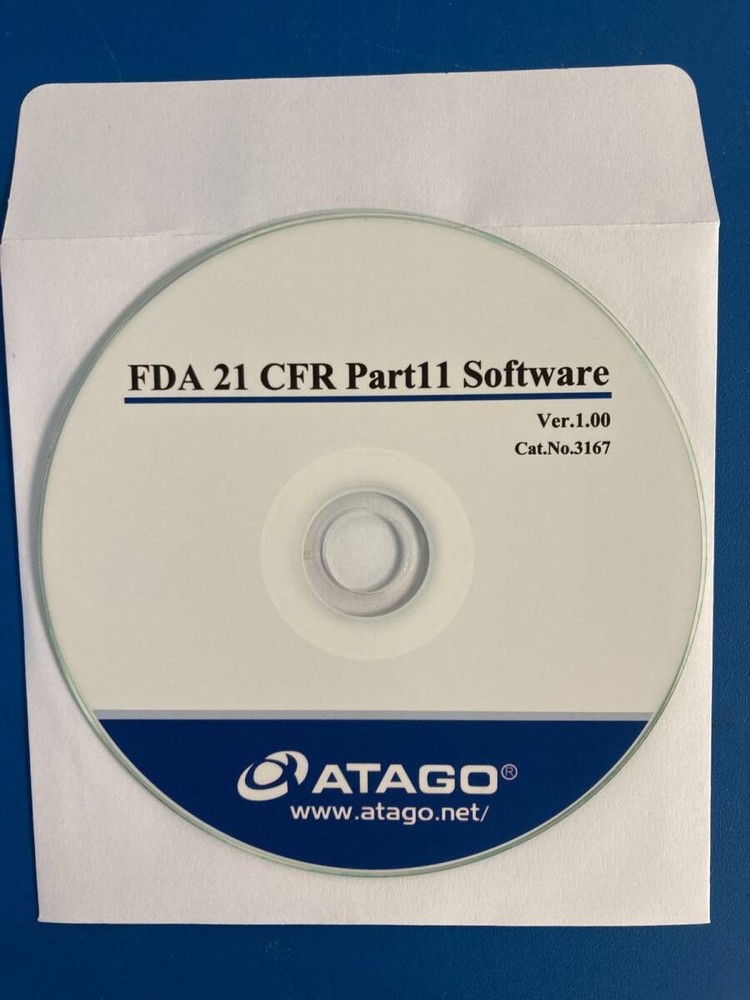 FDA 21 CFR Part11 Software
Ver.1.00
Cat.No.3167
ATAGO®
www.atago.net/